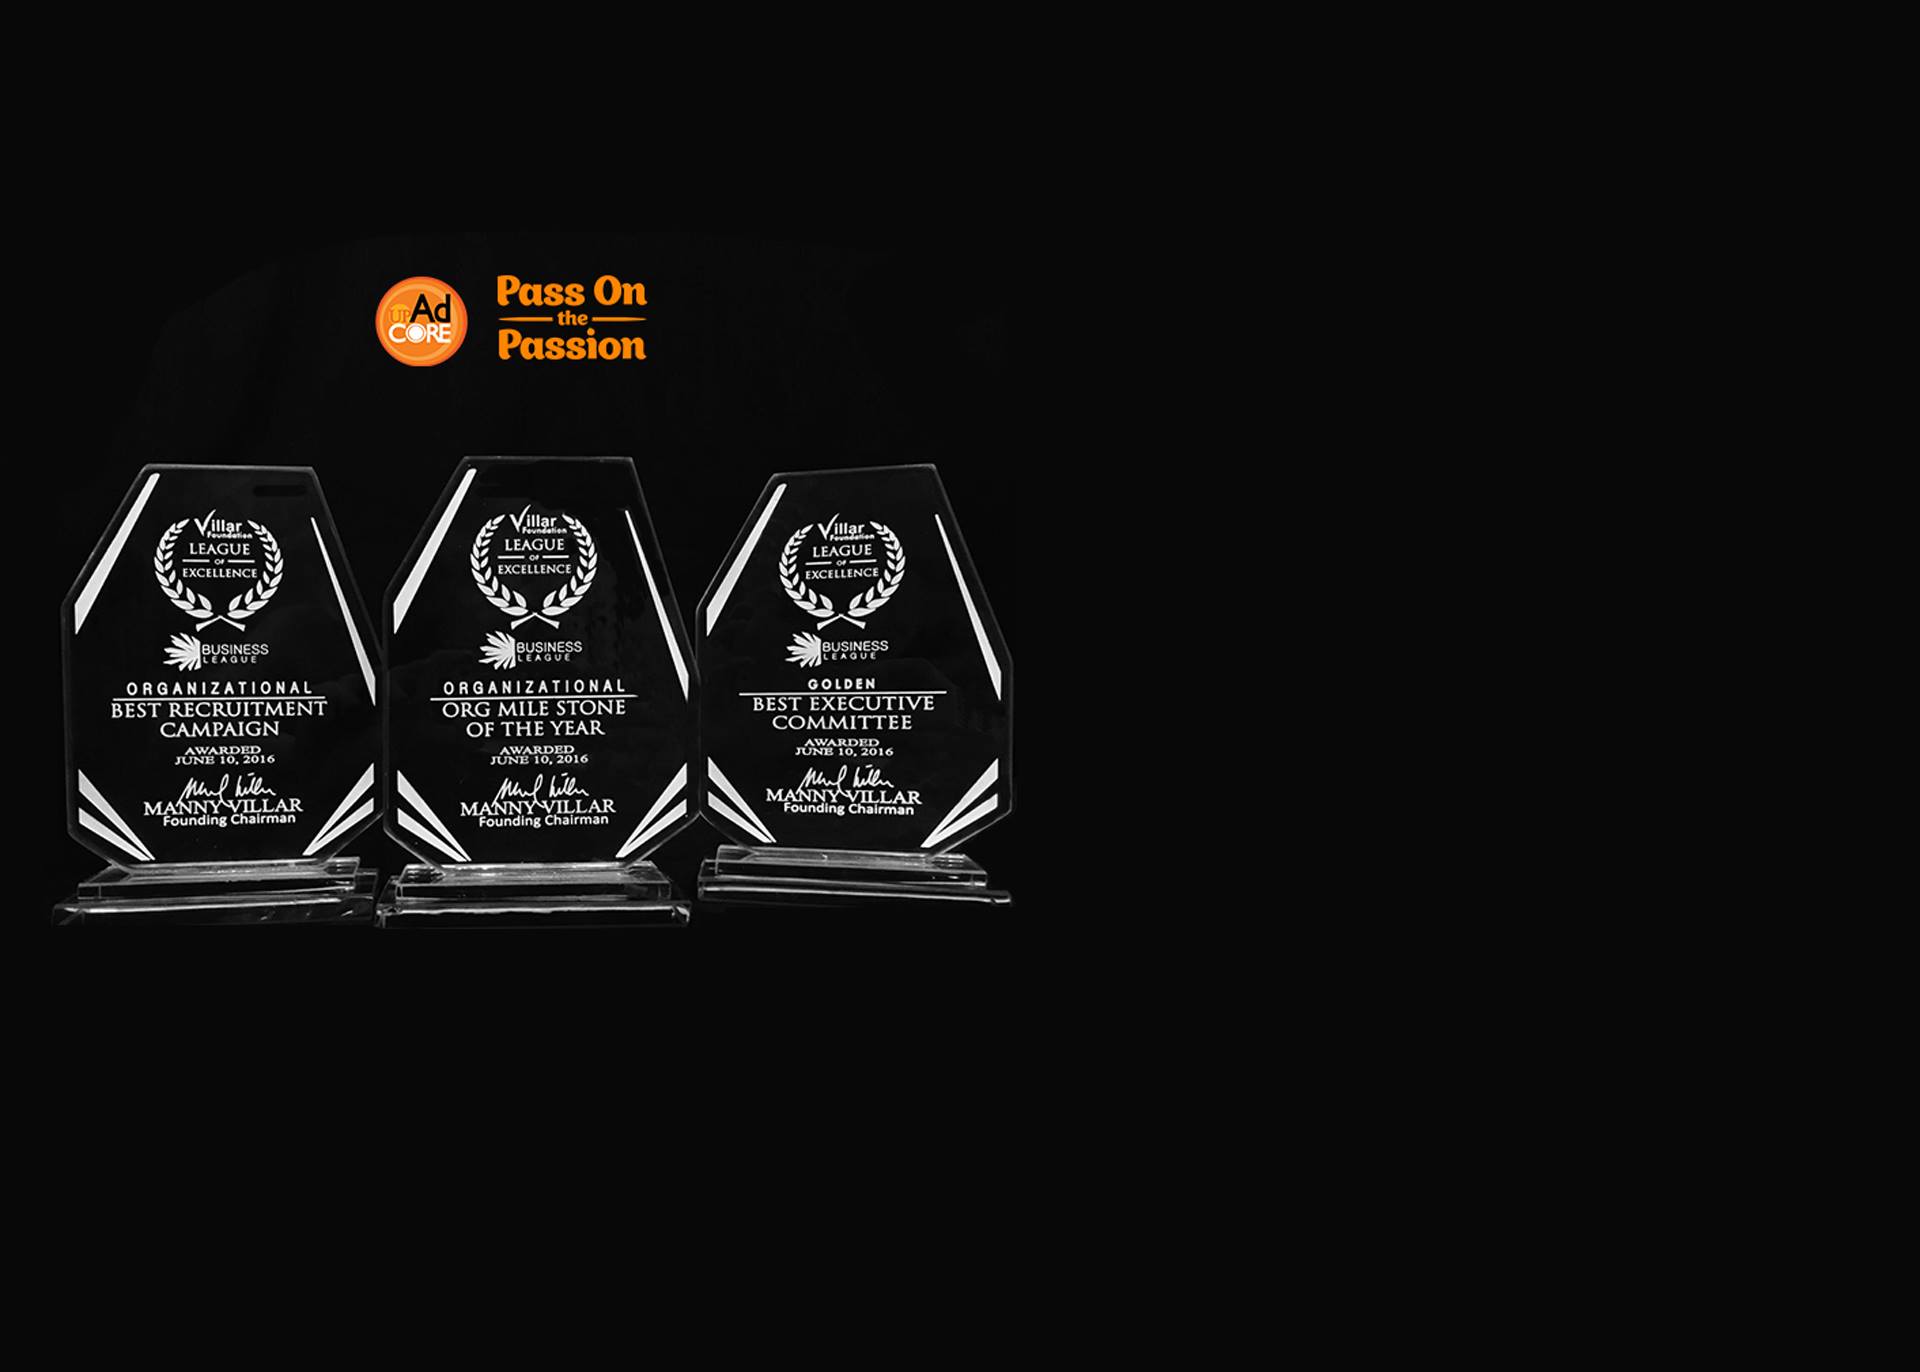 UP Ad
CORE
Pass On
the
Passion
Villar
Foundation
LEAGUE
OF
EXCELLENCE
BUSINESS
LEAGUE
ORGANIZATIONAL
BEST RECRUITMENT
CAMPAIGN
AWARDED
JUNE 10, 2016
MANNY VILLAR
Founding Chairman
Villar
Foundation
LEAGUE
OF
EXCELLENCE
BUSINESS
LEAGUE
ORGANIZATIONAL
ORG MILE STONE
OF THE YEAR
AWARDED
JUNE 10, 2016
MANNY VILLAR
Founding Chairman
Villar
Foundation
LEAGUE
OF
EXCELLENCE
BUSINESS
LEAGUE
GOLDEN
BEST EXECUTIVE
COMMITTEE
AWARDED
JUNE 10, 2016
MANNY VILLAR
Founding Chairman